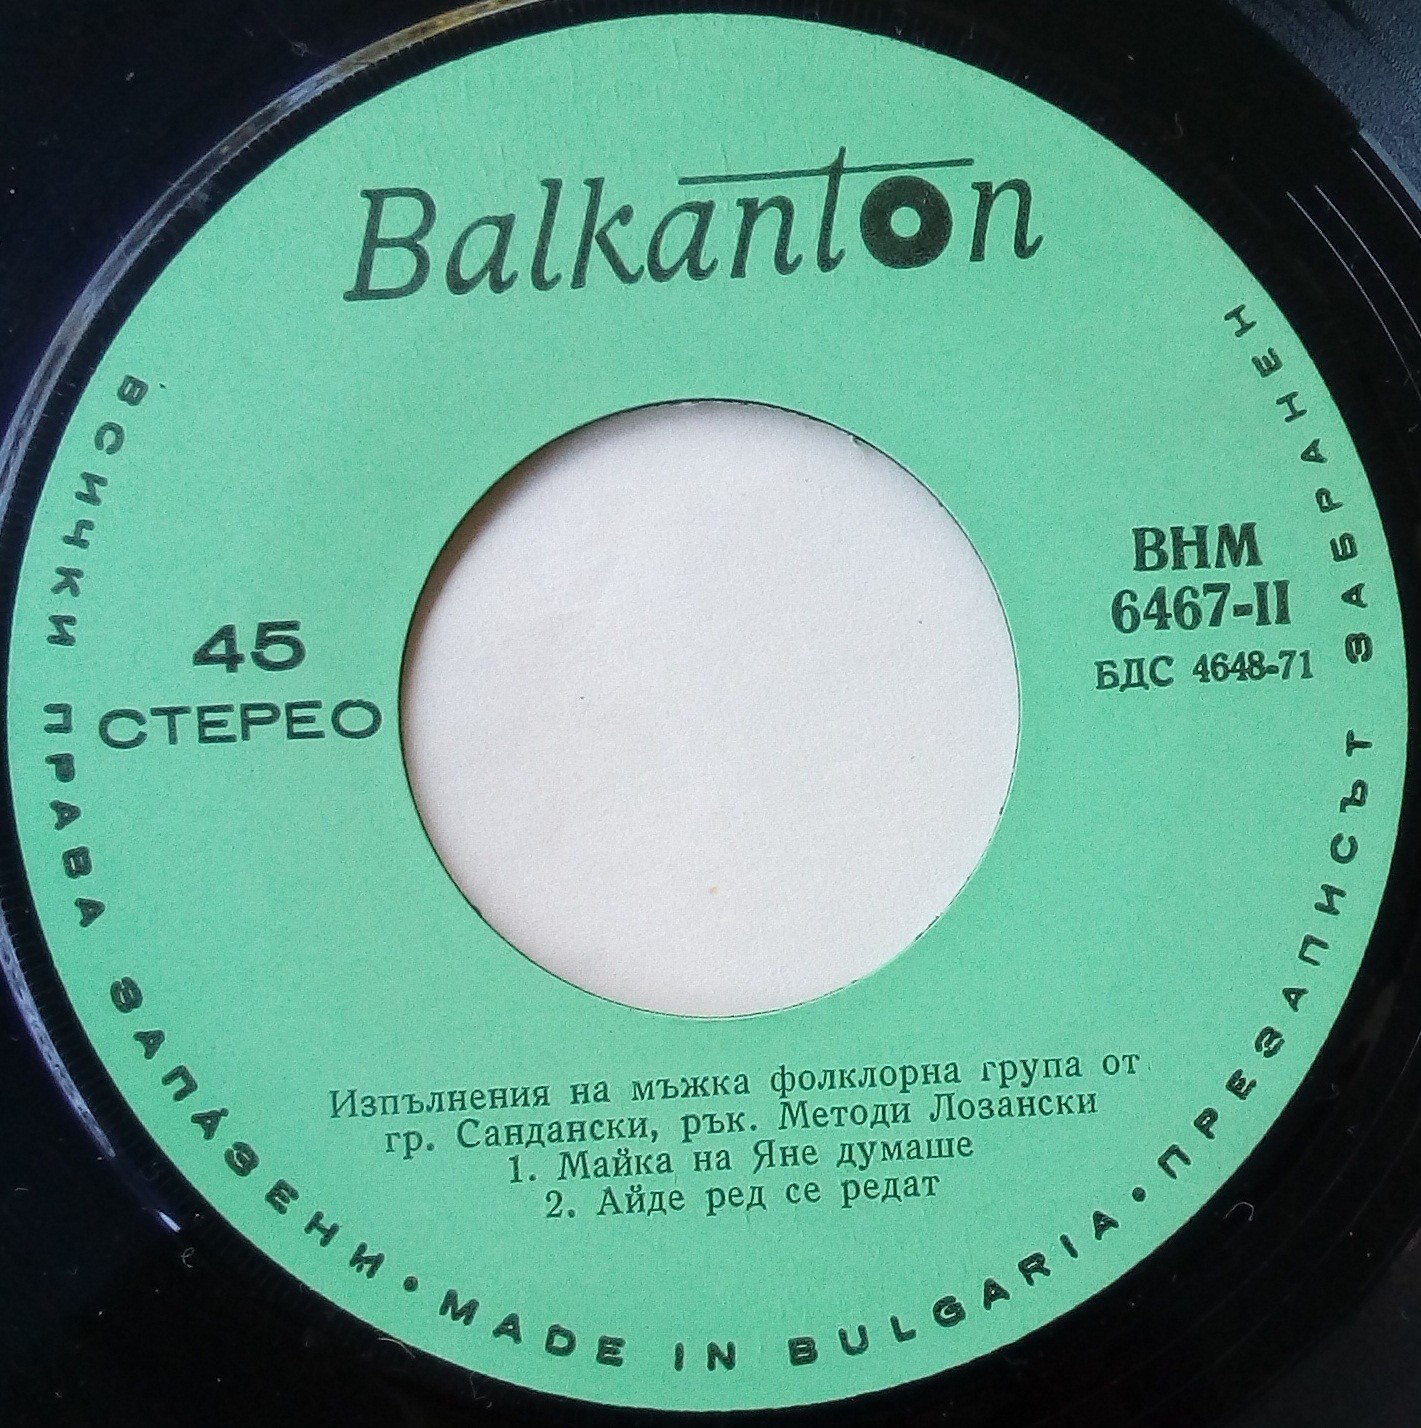 Balkanton
ВНМ
6467-II
БДС 4648-71
45
СТЕРЕО
Изпълнения на мъжка фолклорна група от
гр. Сандански, рък. Методи Лозански
1. Майка на Яне думаше
2. Айде ред се редат
ВСИЧКИ ПРАВА ЗАПАЗЕНИ • MADE IN BULGARIA • ПРЕЗАПИСЪТ ЗАБРАНЕН